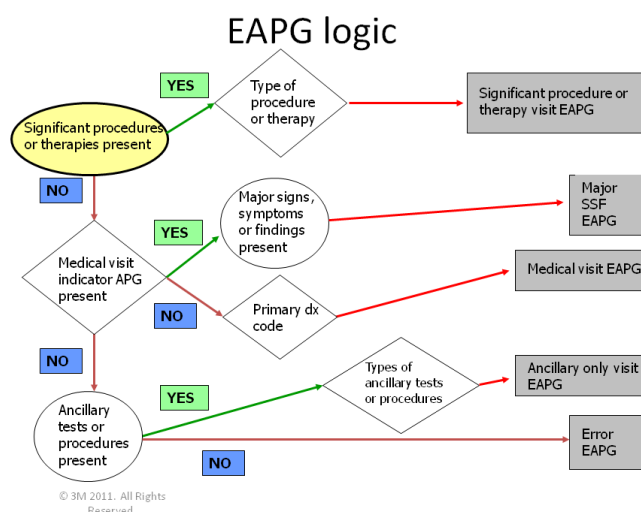 EAPG logic
YES
Type of
procedure
or therapy
Significant procedure or
therapy visit EAPG
Significant procedures
or therapies present
NO
Major signs,
symptoms
or findings
present
Major
SSF
EAPG
YES
Medical visit
indicator APG
present
Medical visit EAPG
Primary dx
code
NO
NO
Types of
ancillary tests
or procedures
Ancillary only visit
EAPG
YES
Ancillary
tests or
procedures
present
Error
EAPG
NO
© 3M 2011. All Rights
Reserved